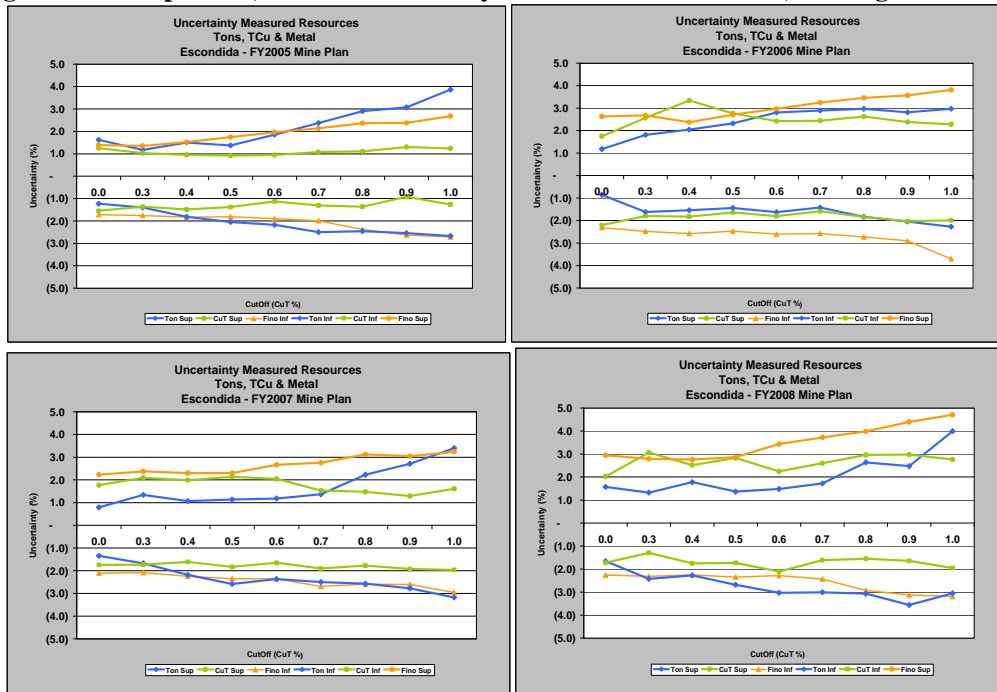 Uncertainty Measured Resources
Tons, TCu & Metal
Escondida - FY2005 Mine Plan
5.0
4.0
3.0
2.0
1.0
-
(1.0)
(2.0)
(3.0)
(4.0)
(5.0)
Uncertainty (%)
0.0 0.3 0.4 0.5 0.6 0.7 0.8 0.9 1.0
CutOff (CuT %)
Ton Sup CuT Sup Fino Inf Ton Inf CuT Inf Fino Sup
Uncertainty Measured Resources
Tons, TCu & Metal
Escondida - FY2006 Mine Plan
5.0
4.0
3.0
2.0
1.0
-
(1.0)
(2.0)
(3.0)
(4.0)
(5.0)
Uncertainty (%)
0.0 0.3 0.4 0.5 0.6 0.7 0.8 0.9 1.0
CutOff (CuT %)
Ton Sup CuT Sup Fino Inf Ton Inf CuT Inf Fino Sup
Uncertainty Measured Resources
Tons, TCu & Metal
Escondida - FY2007 Mine Plan
5.0
4.0
3.0
2.0
1.0
-
(1.0)
(2.0)
(3.0)
(4.0)
(5.0)
Uncertainty (%)
0.0 0.3 0.4 0.5 0.6 0.7 0.8 0.9 1.0
CutOff (CuT %)
Ton Sup CuT Sup Fino Inf Ton Inf CuT Inf Fino Sup
Uncertainty Measured Resources
Tons, TCu & Metal
Escondida - FY2008 Mine Plan
5.0
4.0
3.0
2.0
1.0
-
(1.0)
(2.0)
(3.0)
(4.0)
(5.0)
Uncertainty (%)
0.0 0.3 0.4 0.5 0.6 0.7 0.8 0.9 1.0
CutOff (CuT %)
Ton Sup CuT Sup Fino Inf Ton Inf CuT Inf Fino Sup